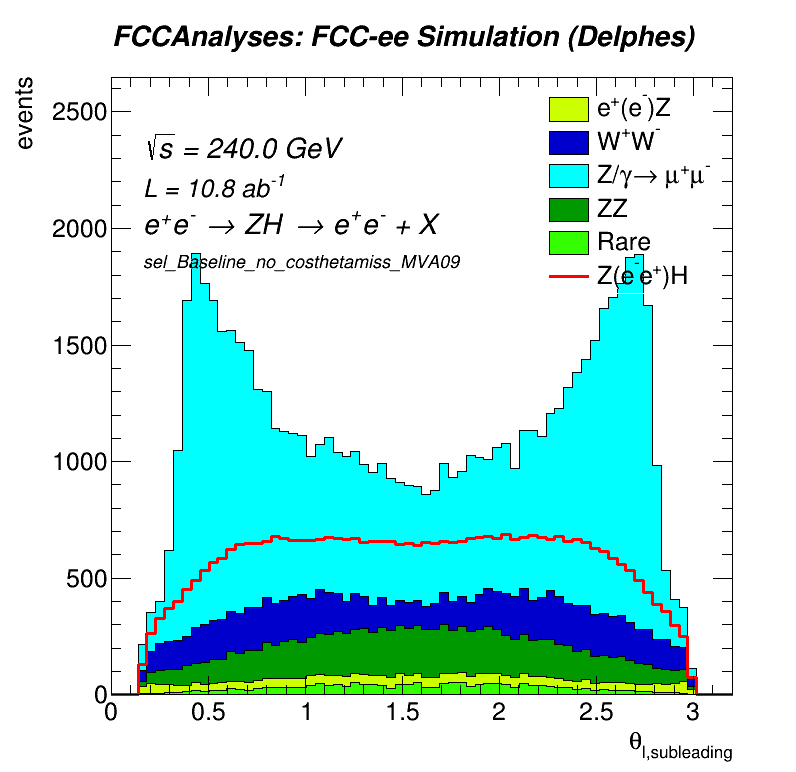 FCCAnalyses: FCC-ee Simulation (Delphes)
events
2500
2000
1500
1000
500
0
√s = 240.0 GeV
L = 10.8 ab⁻¹
e⁺e⁻ → ZH → e⁺e⁻ + X
sel_Baseline_no_costhetamiss_MVA09
e⁺(e⁻)Z
W⁺W⁻
Z/γ→ μ⁺μ⁻
ZZ
Rare
Z(e⁻e⁺)H
0 0.5 1 1.5 2 2.5 3
θl,subleading